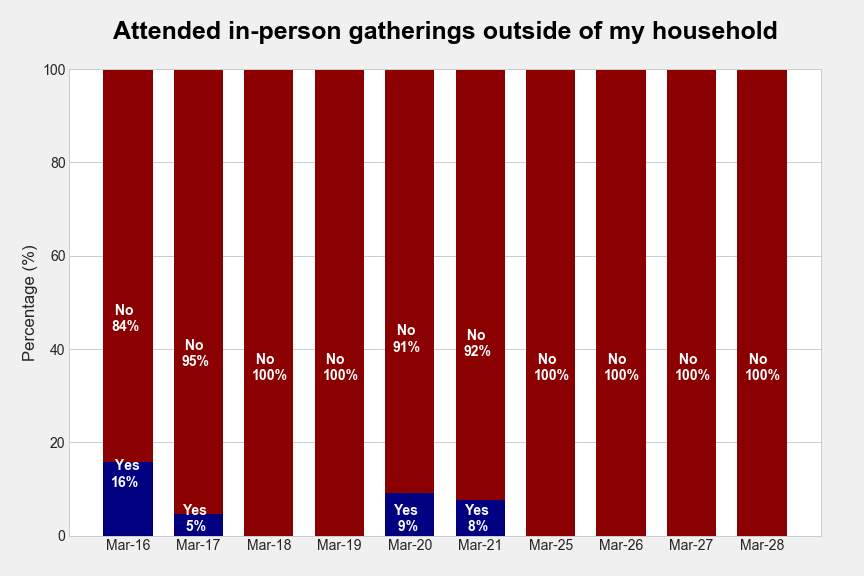 Attended in-person gatherings outside of my household
Percentage (%)
100
80
60
40
20
0
No
84%
Yes
16%
No
95%
Yes
5%
No
100%
No
100%
No
91%
Yes
9%
No
92%
Yes
8%
No
100%
No
100%
No
100%
No
100%
Mar-16 Mar-17 Mar-18 Mar-19 Mar-20 Mar-21 Mar-25 Mar-26 Mar-27 Mar-28